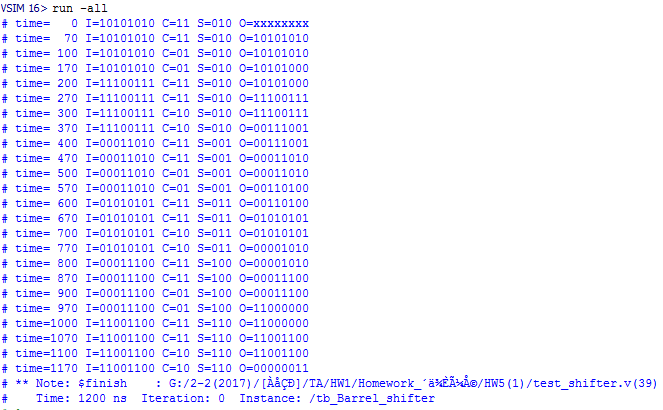 VSIM 16> run -all
# time=   0 I=10101010 C=11 S=010 O=xxxxxxxx
# time=  70 I=10101010 C=11 S=010 O=10101010
# time= 100 I=10101010 C=01 S=010 O=10101010
# time= 170 I=10101010 C=01 S=010 O=10101000
# time= 200 I=11100111 C=11 S=010 O=10101000
# time= 270 I=11100111 C=11 S=010 O=11100111
# time= 300 I=11100111 C=10 S=010 O=11100111
# time= 370 I=11100111 C=10 S=010 O=00111001
# time= 400 I=00011010 C=11 S=001 O=00111001
# time= 470 I=00011010 C=11 S=001 O=00011010
# time= 500 I=00011010 C=01 S=001 O=00011010
# time= 570 I=00011010 C=01 S=001 O=00110100
# time= 600 I=01010101 C=11 S=011 O=00110100
# time= 670 I=01010101 C=11 S=011 O=01010101
# time= 700 I=01010101 C=10 S=011 O=01010101
# time= 770 I=01010101 C=10 S=011 O=00001010
# time= 800 I=00011100 C=11 S=100 O=00001010
# time= 870 I=00011100 C=11 S=100 O=00011100
# time= 900 I=00011100 C=01 S=100 O=00011100
# time= 970 I=00011100 C=01 S=100 O=11000000
# time=1000 I=11001100 C=11 S=110 O=11000000
# time=1070 I=11001100 C=11 S=110 O=11001100
# time=1100 I=11001100 C=10 S=110 O=11001100
# time=1170 I=11001100 C=10 S=110 O=00000011
# ** Note: $finish    : G:/2-2(2017)/[ÀåÇÐ]/TA/HW1/Homework_´ä¾ÈÃ¼Å©/HW5(1)/test_shifter.v(39)
#    Time: 1200 ns  Iteration: 0  Instance: /tb_Barrel_shifter